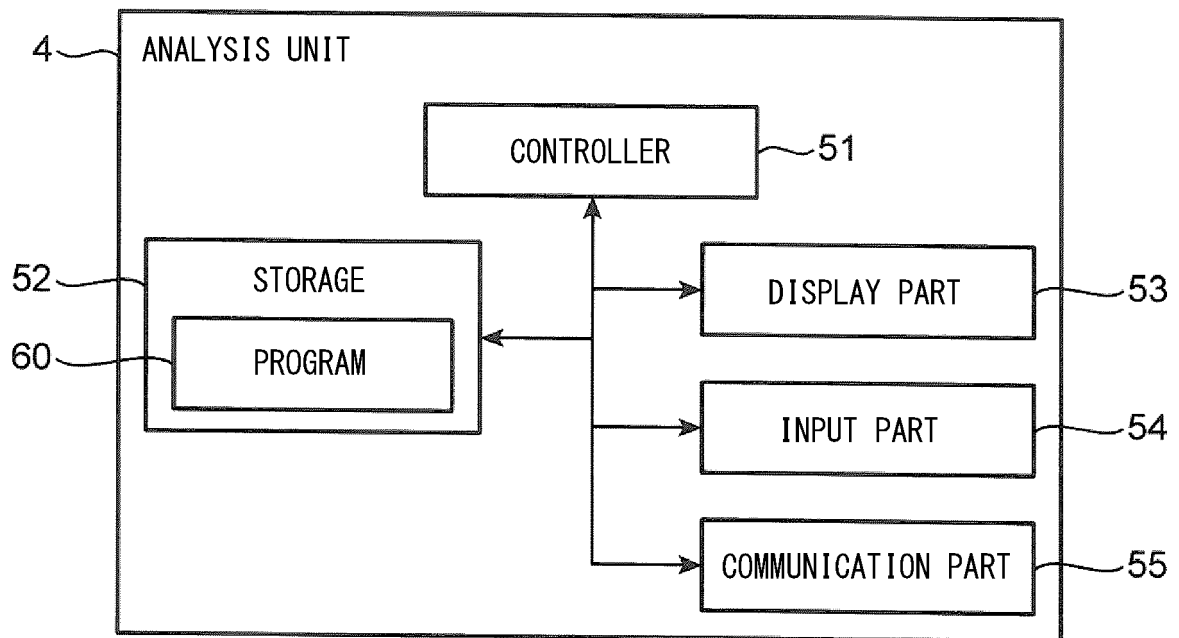 4
ANALYSIS UNIT
CONTROLLER
51
52
STORAGE
DISPLAY PART
53
60
PROGRAM
INPUT PART
54
COMMUNICATION PART
55